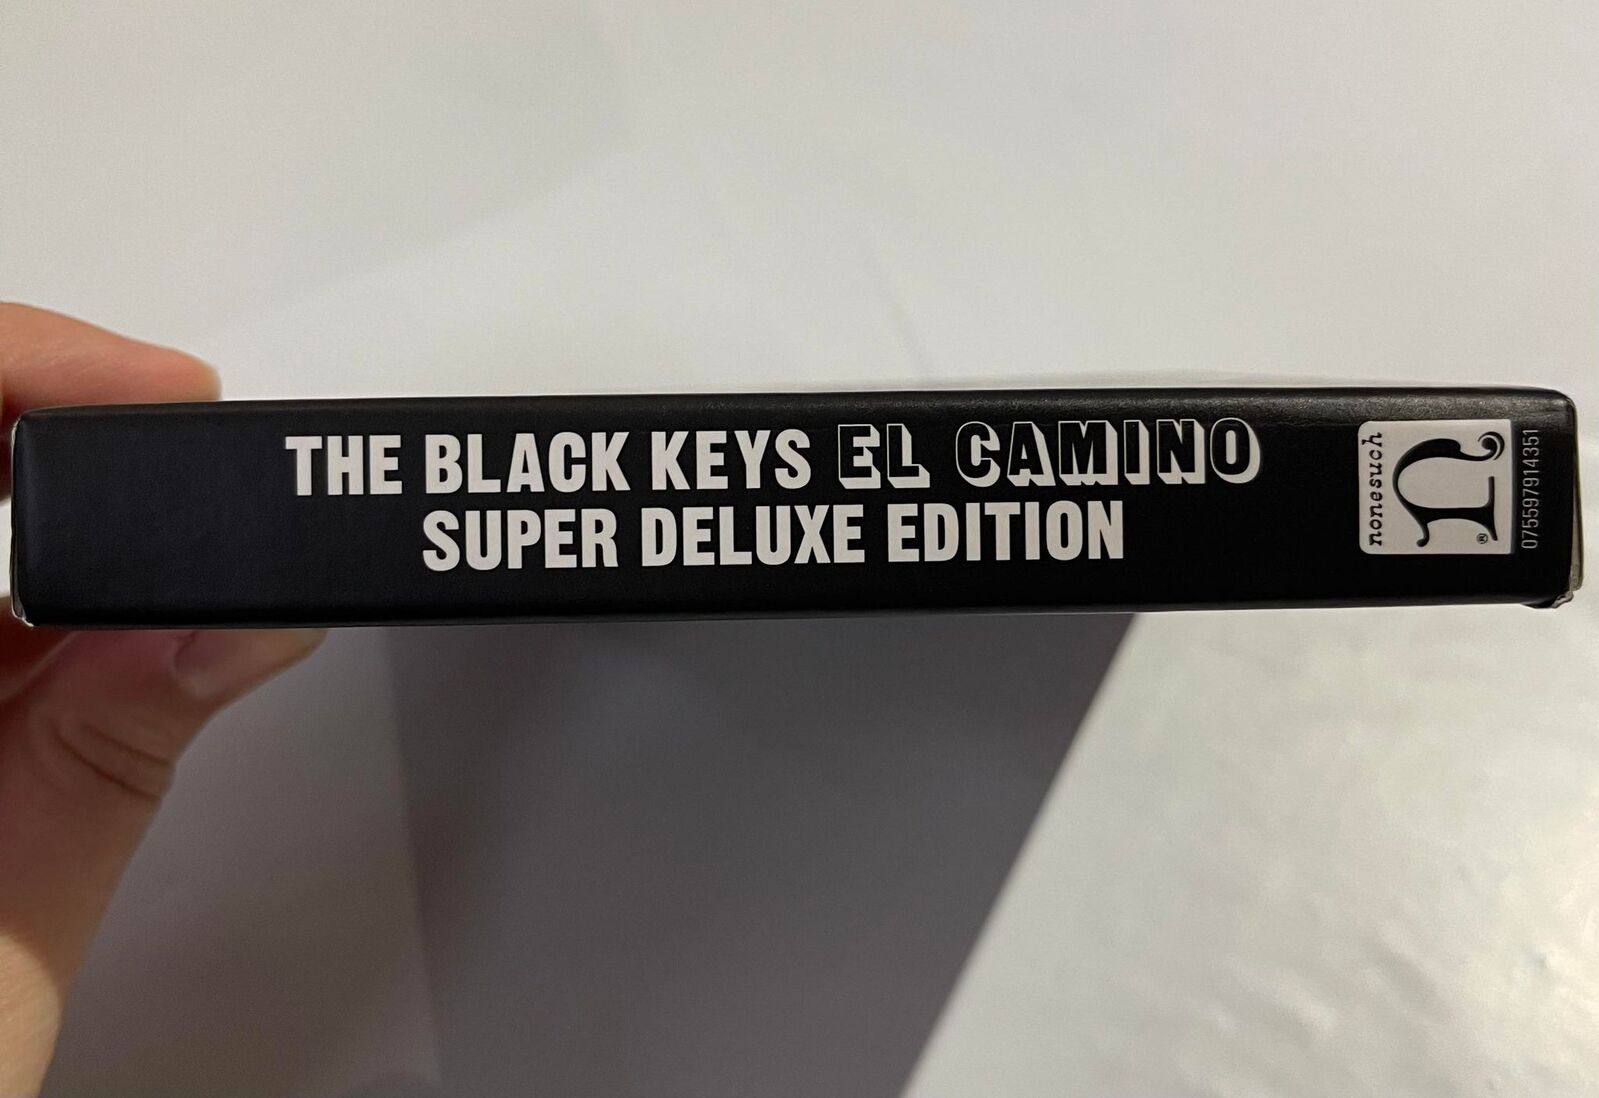 THE BLACK KEYS EL CAMINO
SUPER DELUXE EDITION
nonesuch
®
075597914351